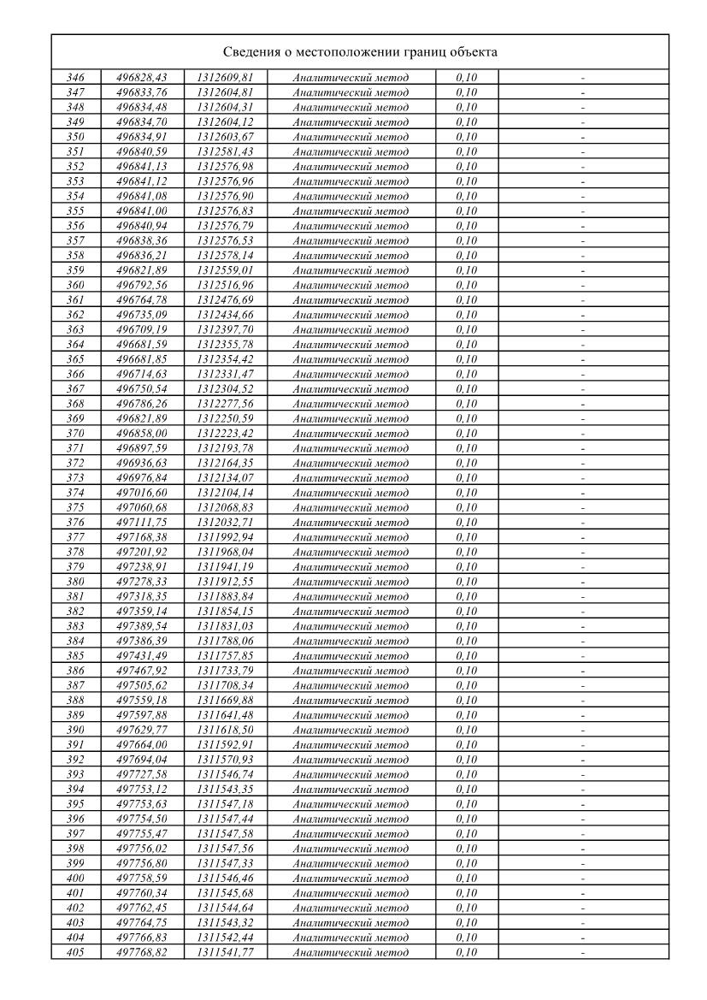 Сведения о местоположении границ объекта
346 496828,43 1312609,81 Аналитический метод 0,10 -
347 496833,76 1312604,81 Аналитический метод 0,10 -
348 496834,48 1312604,31 Аналитический метод 0,10 -
349 496834,70 1312604,12 Аналитический метод 0,10 -
350 496834,91 1312603,67 Аналитический метод 0,10 -
351 496840,59 1312581,43 Аналитический метод 0,10 -
352 496841,13 1312576,98 Аналитический метод 0,10 -
353 496841,12 1312576,96 Аналитический метод 0,10 -
354 496841,08 1312576,90 Аналитический метод 0,10 -
355 496841,00 1312576,83 Аналитический метод 0,10 -
356 496840,94 1312576,79 Аналитический метод 0,10 -
357 496838,36 1312576,53 Аналитический метод 0,10 -
358 496836,21 1312578,14 Аналитический метод 0,10 -
359 496821,89 1312559,01 Аналитический метод 0,10 -
360 496792,56 1312516,96 Аналитический метод 0,10 -
361 496764,78 1312476,69 Аналитический метод 0,10 -
362 496735,09 1312434,66 Аналитический метод 0,10 -
363 496709,19 1312397,70 Аналитический метод 0,10 -
364 496681,59 1312355,78 Аналитический метод 0,10 -
365 496681,85 1312354,42 Аналитический метод 0,10 -
366 496714,63 1312331,47 Аналитический метод 0,10 -
367 496750,54 1312304,52 Аналитический метод 0,10 -
368 496786,26 1312277,56 Аналитический метод 0,10 -
369 496821,89 1312250,59 Аналитический метод 0,10 -
370 496858,00 1312223,42 Аналитический метод 0,10 -
371 496897,59 1312193,78 Аналитический метод 0,10 -
372 496936,63 1312164,35 Аналитический метод 0,10 -
373 496976,84 1312134,07 Аналитический метод 0,10 -
374 497016,60 1312104,14 Аналитический метод 0,10 -
375 497060,68 1312068,83 Аналитический метод 0,10 -
376 497111,75 1312032,71 Аналитический метод 0,10 -
377 497168,38 1311992,94 Аналитический метод 0,10 -
378 497201,92 1311968,04 Аналитический метод 0,10 -
379 497238,91 1311941,19 Аналитический метод 0,10 -
380 497278,33 1311912,55 Аналитический метод 0,10 -
381 497318,35 1311883,84 Аналитический метод 0,10 -
382 497359,14 1311854,15 Аналитический метод 0,10 -
383 497389,54 1311831,03 Аналитический метод 0,10 -
384 497386,39 1311788,06 Аналитический метод 0,10 -
385 497431,49 1311757,85 Аналитический метод 0,10 -
386 497467,92 1311733,79 Аналитический метод 0,10 -
387 497505,62 1311708,34 Аналитический метод 0,10 -
388 497559,18 1311669,88 Аналитический метод 0,10 -
389 497597,88 1311641,48 Аналитический метод 0,10 -
390 497629,77 1311618,50 Аналитический метод 0,10 -
391 497664,00 1311592,91 Аналитический метод 0,10 -
392 497694,04 1311570,93 Аналитический метод 0,10 -
393 497727,58 1311546,74 Аналитический метод 0,10 -
394 497753,12 1311543,35 Аналитический метод 0,10 -
395 497753,63 1311547,18 Аналитический метод 0,10 -
396 497754,50 1311547,44 Аналитический метод 0,10 -
397 497755,47 1311547,58 Аналитический метод 0,10 -
398 497756,02 1311547,56 Аналитический метод 0,10 -
399 497756,80 1311547,33 Аналитический метод 0,10 -
400 497758,59 1311546,46 Аналитический метод 0,10 -
401 497760,34 1311545,68 Аналитический метод 0,10 -
402 497762,45 1311544,64 Аналитический метод 0,10 -
403 497764,75 1311543,32 Аналитический метод 0,10 -
404 497766,83 1311542,44 Аналитический метод 0,10 -
405 497768,82 1311541,77 Аналитический метод 0,10 -